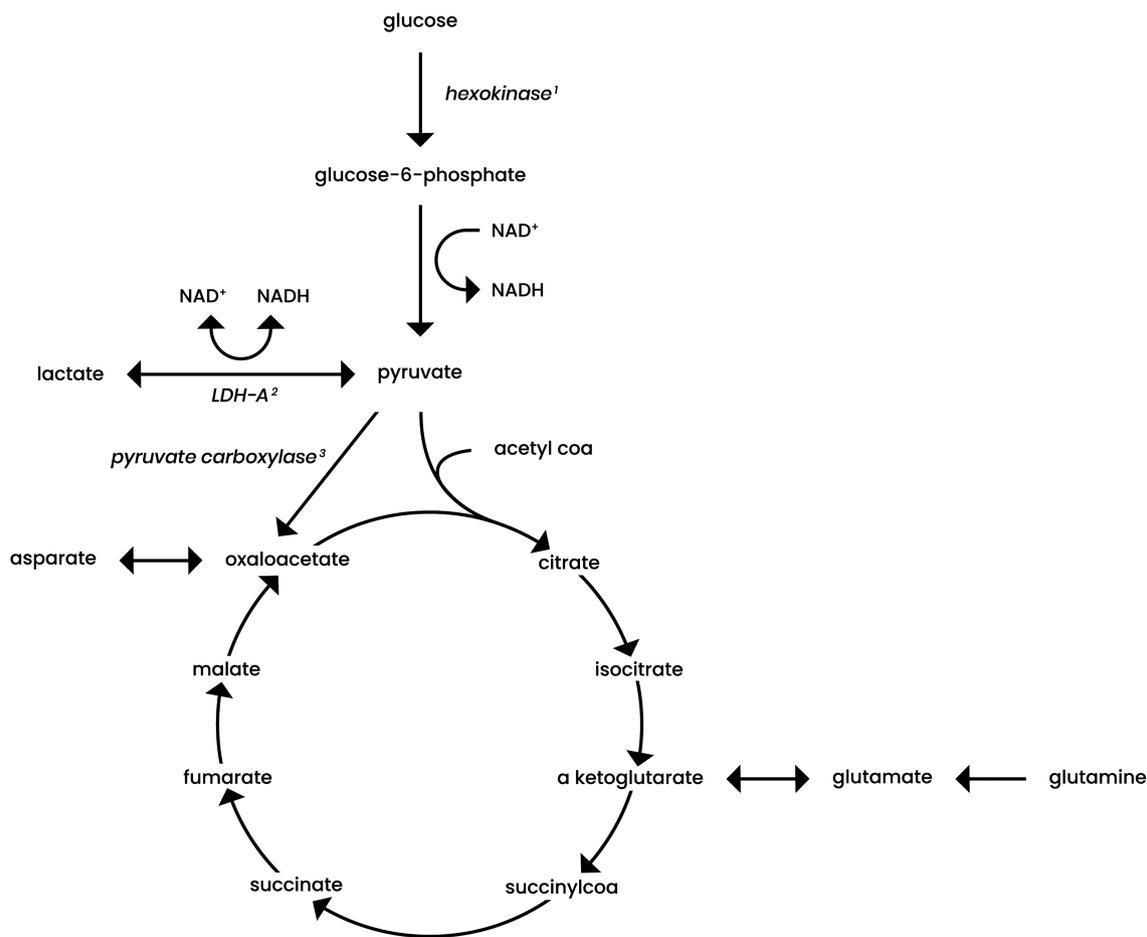 glucose
hexokinase¹
glucose-6-phosphate
NAD⁺
NADH
NAD⁺ NADH
lactate
pyruvate
LDH-A²
acetyl coa
pyruvate carboxylase³
asparate
oxaloacetate
citrate
malate
isocitrate
fumarate
a ketoglutarate
glutamate
glutamine
succinate
succinylcoa